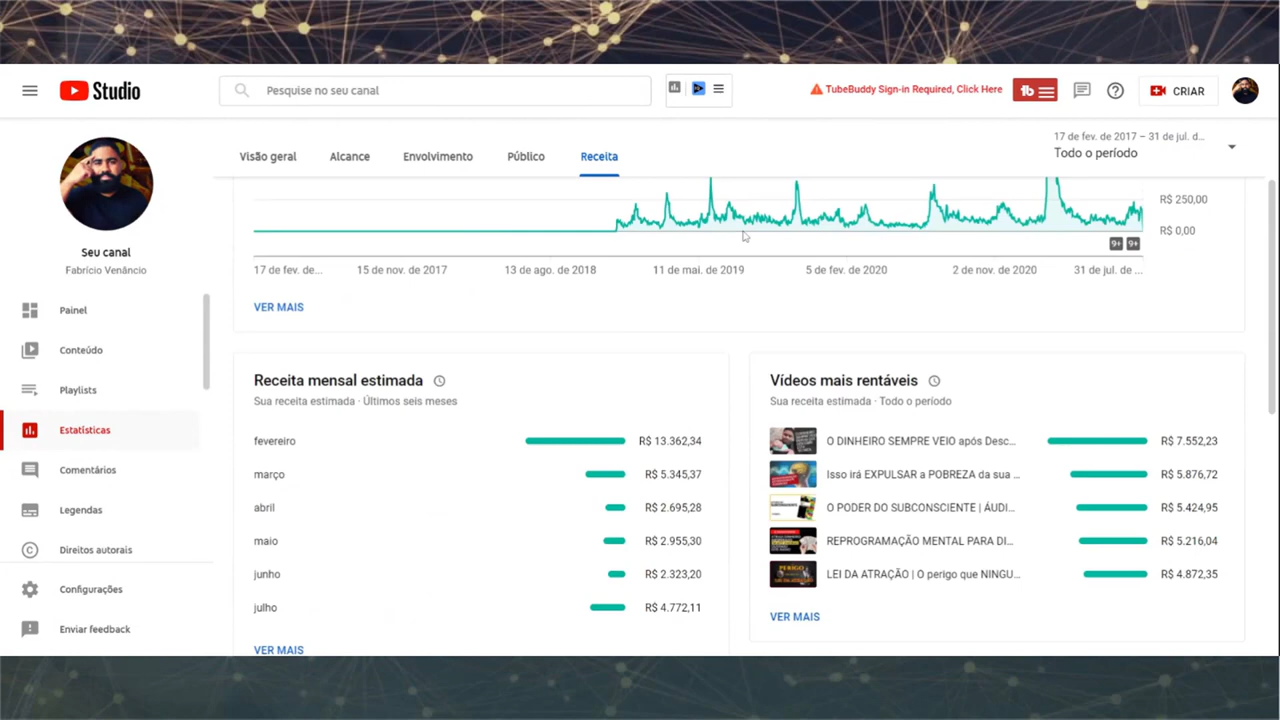 Studio
Pesquise no seu canal
TubeBuddy Sign-in Required, Click Here
tb
CRIAR
Seu canal
Fabrício Venâncio
Painel
Conteúdo
Playlists
Estatísticas
Comentários
Legendas
Direitos autorais
Configurações
Enviar feedback
Visão geral
Alcance
Envolvimento
Público
Receita
17 de fev. de 2017 – 31 de jul. d...
Todo o período
R$ 250,00
R$ 0,00
9+ 9+
17 de fev. de... 15 de nov. de 2017 13 de ago. de 2018 11 de mai. de 2019 5 de fev. de 2020 2 de nov. de 2020 31 de jul. de ...
VER MAIS
Receita mensal estimada
Sua receita estimada · Últimos seis meses
fevereiro R$ 13.362,34
março R$ 5.345,37
abril R$ 2.695,28
maio R$ 2.955,30
junho R$ 2.323,20
julho R$ 4.772,11
VER MAIS
Vídeos mais rentáveis
Sua receita estimada · Todo o período
O DINHEIRO SEMPRE VEIO após Desc... R$ 7.552,23
Isso irá EXPULSAR a POBREZA da sua ... R$ 5.876,72
O PODER DO SUBCONSCIENTE | ÁUDI... R$ 5.424,95
REPROGRAMAÇÃO MENTAL PARA DI... R$ 5.216,04
PERIGO
LEI DA ATRAÇÃO | O perigo que NINGU... R$ 4.872,35
VER MAIS